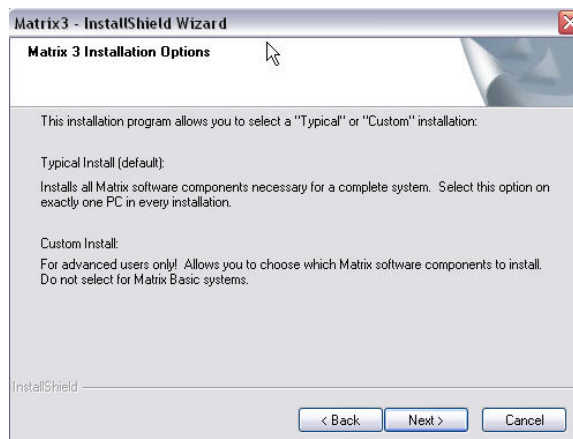 Matrix3 - InstallShield Wizard
Matrix 3 Installation Options
This installation program allows you to select a "Typical" or "Custom" installation:
Typical Install (default):
Installs all Matrix software components necessary for a complete system.  Select this option on
exactly one PC in every installation.
Custom Install:
For advanced users only!  Allows you to choose which Matrix software components to install.
Do not select for Matrix Basic systems.
InstallShield
< Back
Next >
Cancel